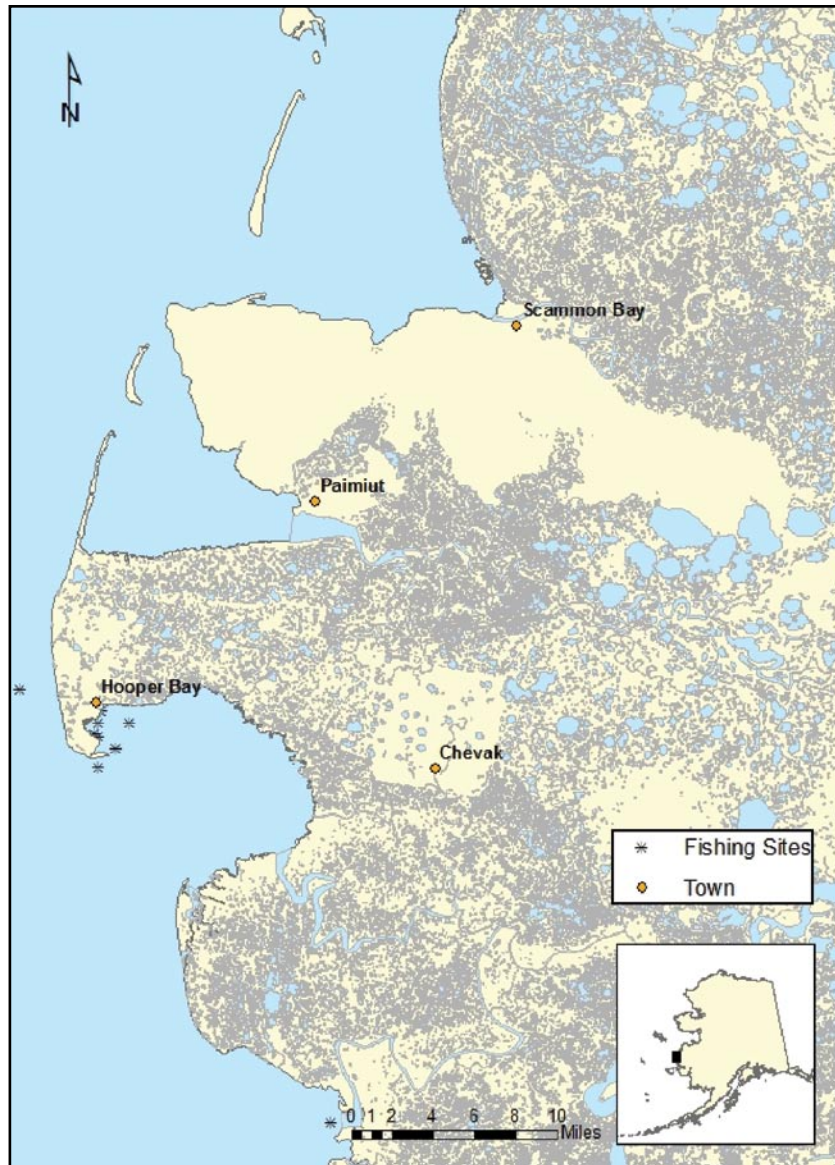 N
Scammon Bay
Paimiut
Hooper Bay
Chevak
Fishing Sites
Town
0 1 2 4 6 8 10
Miles